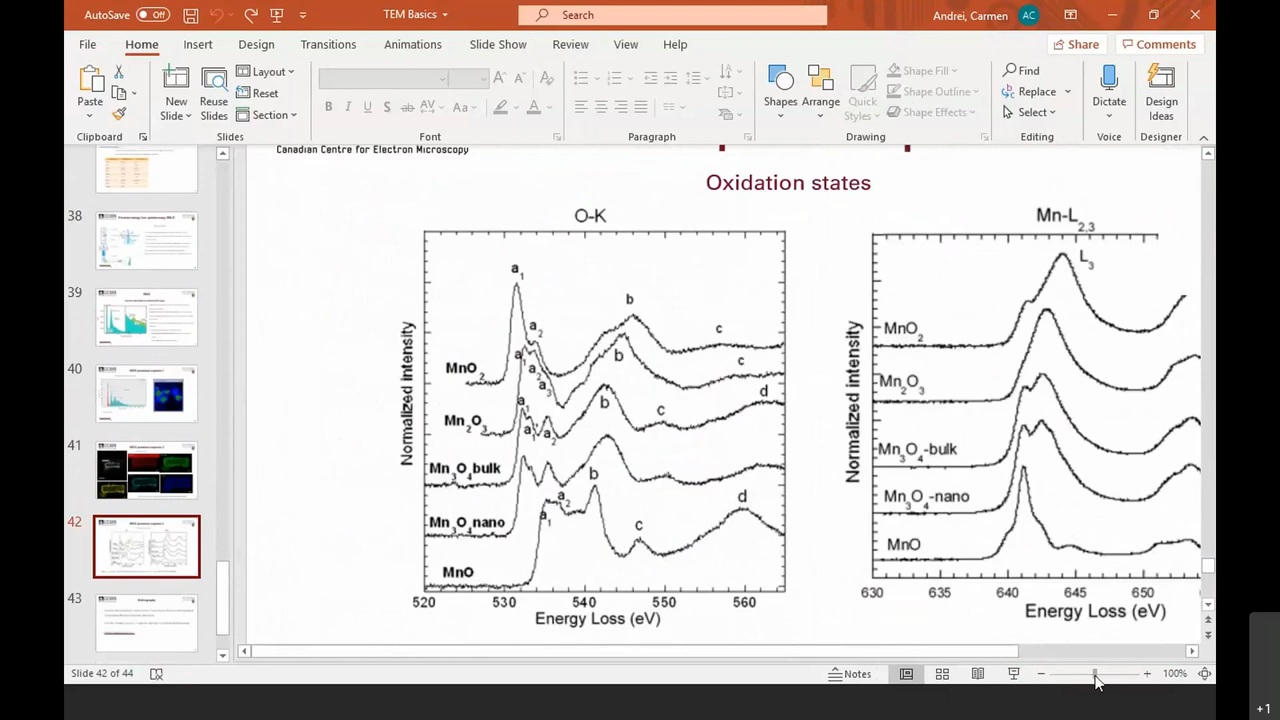 AutoSave Off TEM Basics Search Andrei, Carmen AC
File Home Insert Design Transitions Animations Slide Show Review View Help Share Comments
Paste New Slide Reuse Slides Layout Reset Section B I U S ab AV Aa A Shapes Arrange Quick Styles Shape Fill Shape Outline Shape Effects Find Replace Select Dictate Design Ideas
Clipboard Slides Font Paragraph Drawing Editing Voice Designer
38
39
40
41
42
43
Canadian Centre for Electron Microscopy
Oxidation states
O-K
Normalized intensity
a1
a2 b c
MnO2 a1 a2 a3 b c
Mn2O3 a1 a1 a2 b c d
Mn3O4 bulk
Mn3O4 nano
MnO a1 a2 b c d
520 530 540 550 560
Energy Loss (eV)
Mn-L2,3
Normalized Intensity
L3
MnO2
Mn2O3
Mn3O4-bulk
Mn3O4-nano
MnO
630 635 640 645 650
Energy Loss (eV)
Slide 42 of 44 Notes 100%
+1